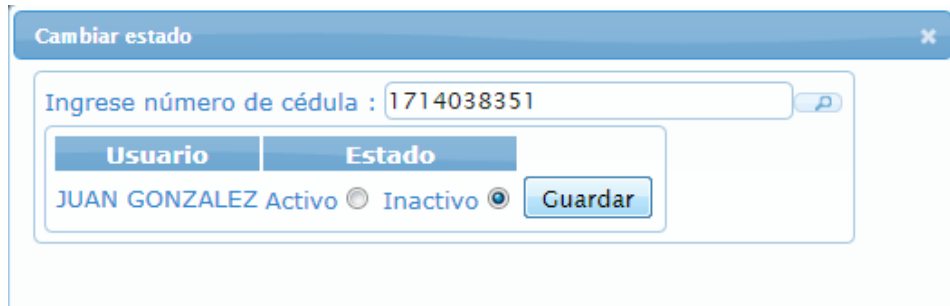 Cambiar estado
Ingrese número de cédula : 1714038351
Usuario Estado
JUAN GONZALEZ Activo Inactivo Guardar